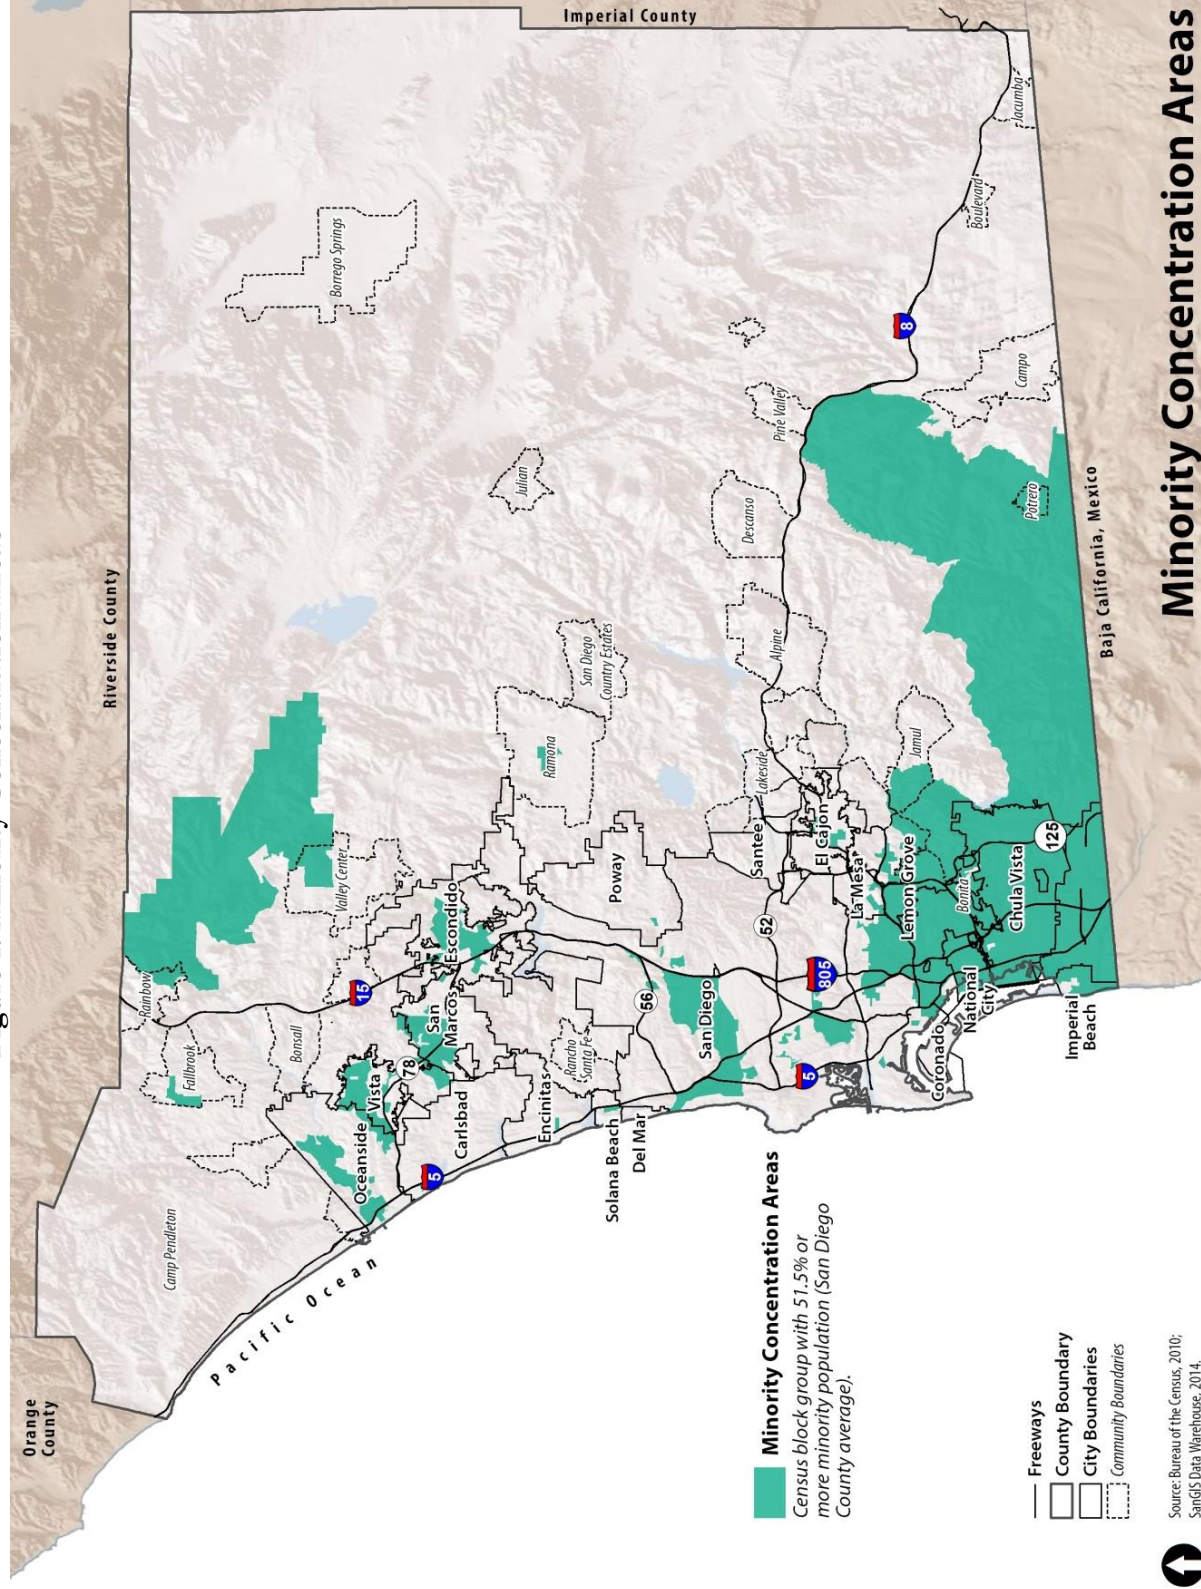 Orange
County
Riverside County
Imperial County
Camp Pendleton
Fallbrook
Rainbow
Pacific Ocean
Bonsall
Valley Center
Borrego Springs
Oceanside
Vista
15
78
5
San
Marcos
Escondido
Carlsbad
Julian
Encinitas
Rancho
Santa Fe
Ramona
San Diego
Country Estates
Solana Beach
Del Mar
Poway
56
San Diego
Santee
Lakeside
Alpine
Descanso
Pine Valley
52
5
805
El Cajon
La Mesa
8
Lemon Grove
Jamul
Coronado
National
City
Bonita
Chula Vista
125
Imperial
Beach
Potrero
Campo
Boulevard
Jacumba
Baja California, Mexico
Minority Concentration Areas
Census block group with 51.5% or
more minority population (San Diego
County average).
Freeways
County Boundary
City Boundaries
Community Boundaries
Source: Bureau of the Census, 2010;
SanGIS Data Warehouse, 2014.
Minority Concentration Areas